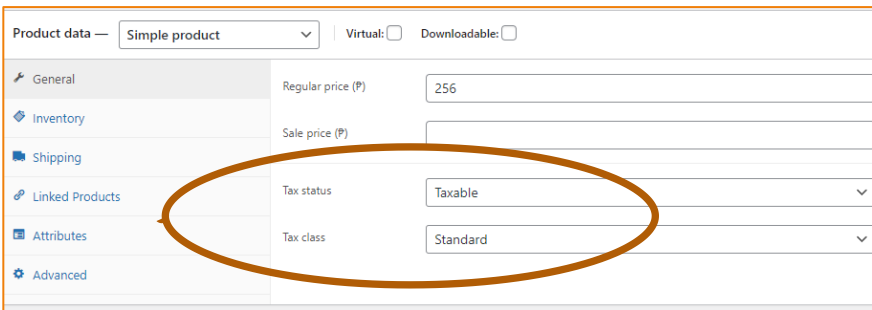 Product data — Simple product Virtual: Downloadable:
General
Inventory
Shipping
Linked Products
Attributes
Advanced
Regular price (₱) 256
Sale price (₱)
Tax status Taxable
Tax class Standard